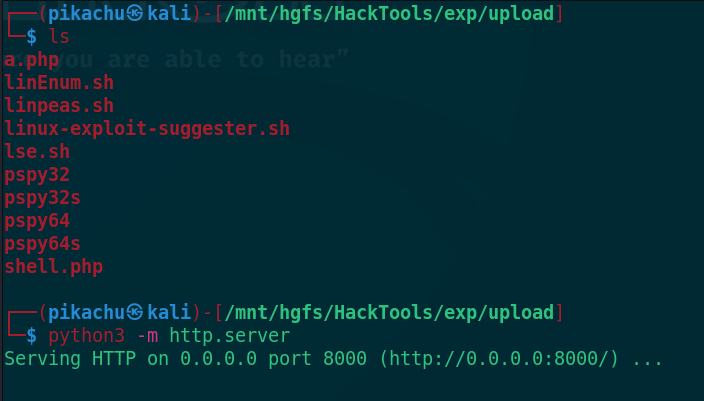 ┌──(pikachu㉿kali)-[/mnt/hgfs/HackTools/exp/upload]
└─$ ls
a.php
you are able to hear”
linEnum.sh
linpeas.sh
linux-exploit-suggester.sh
lse.sh
pspy32
pspy32s
pspy64
pspy64s
shell.php
┌──(pikachu㉿kali)-[/mnt/hgfs/HackTools/exp/upload]
└─$ python3 -m http.server
Serving HTTP on 0.0.0.0 port 8000 (http://0.0.0.0:8000/) ...